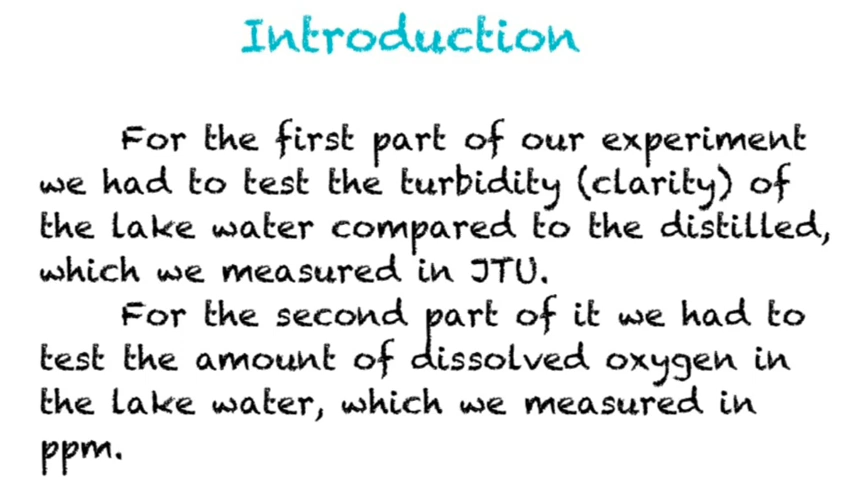 Introduction
For the first part of our experiment
we had to test the turbidity (clarity) of
the lake water compared to the distilled,
which we measured in JTU.
For the second part of it we had to
test the amount of dissolved oxygen in
the lake water, which we measured in
ppm.